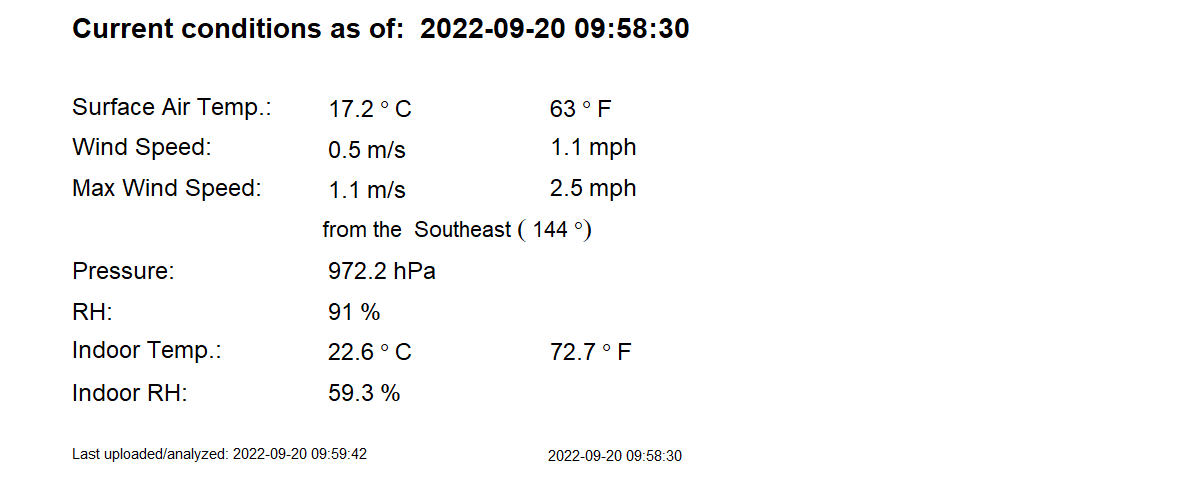 Current conditions as of:  2022-09-20 09:58:30
Surface Air Temp.: 17.2 ° C 63 ° F
Wind Speed: 0.5 m/s 1.1 mph
Max Wind Speed: 1.1 m/s 2.5 mph
from the  Southeast ( 144 °)
Pressure: 972.2 hPa
RH: 91 %
Indoor Temp.: 22.6 ° C 72.7 ° F
Indoor RH: 59.3 %
Last uploaded/analyzed: 2022-09-20 09:59:42 2022-09-20 09:58:30